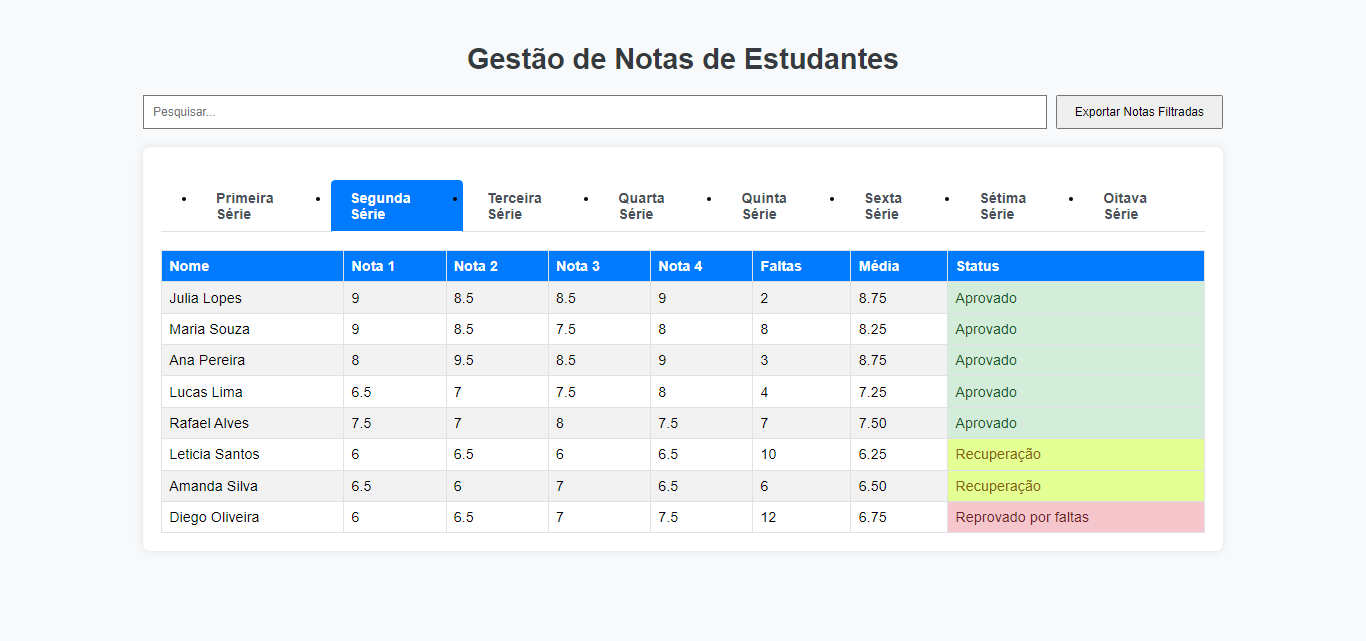 Gestão de Notas de Estudantes
Pesquisar...
Exportar Notas Filtradas
Primeira Série
Segunda Série
Terceira Série
Quarta Série
Quinta Série
Sexta Série
Sétima Série
Oitava Série
Nome Nota 1 Nota 2 Nota 3 Nota 4 Faltas Média Status
Julia Lopes 9 8.5 8.5 9 2 8.75 Aprovado
Maria Souza 9 8.5 7.5 8 8 8.25 Aprovado
Ana Pereira 8 9.5 8.5 9 3 8.75 Aprovado
Lucas Lima 6.5 7 7.5 8 4 7.25 Aprovado
Rafael Alves 7.5 7 8 7.5 7 7.50 Aprovado
Leticia Santos 6 6.5 6 6.5 10 6.25 Recuperação
Amanda Silva 6.5 6 7 6.5 6 6.50 Recuperação
Diego Oliveira 6 6.5 7 7.5 12 6.75 Reprovado por faltas